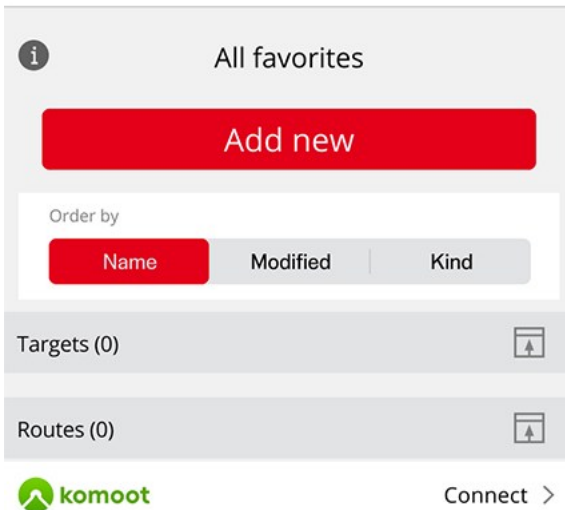 All favorites
Add new
Order by
Name Modified Kind
Targets (0)
Routes (0)
komoot Connect